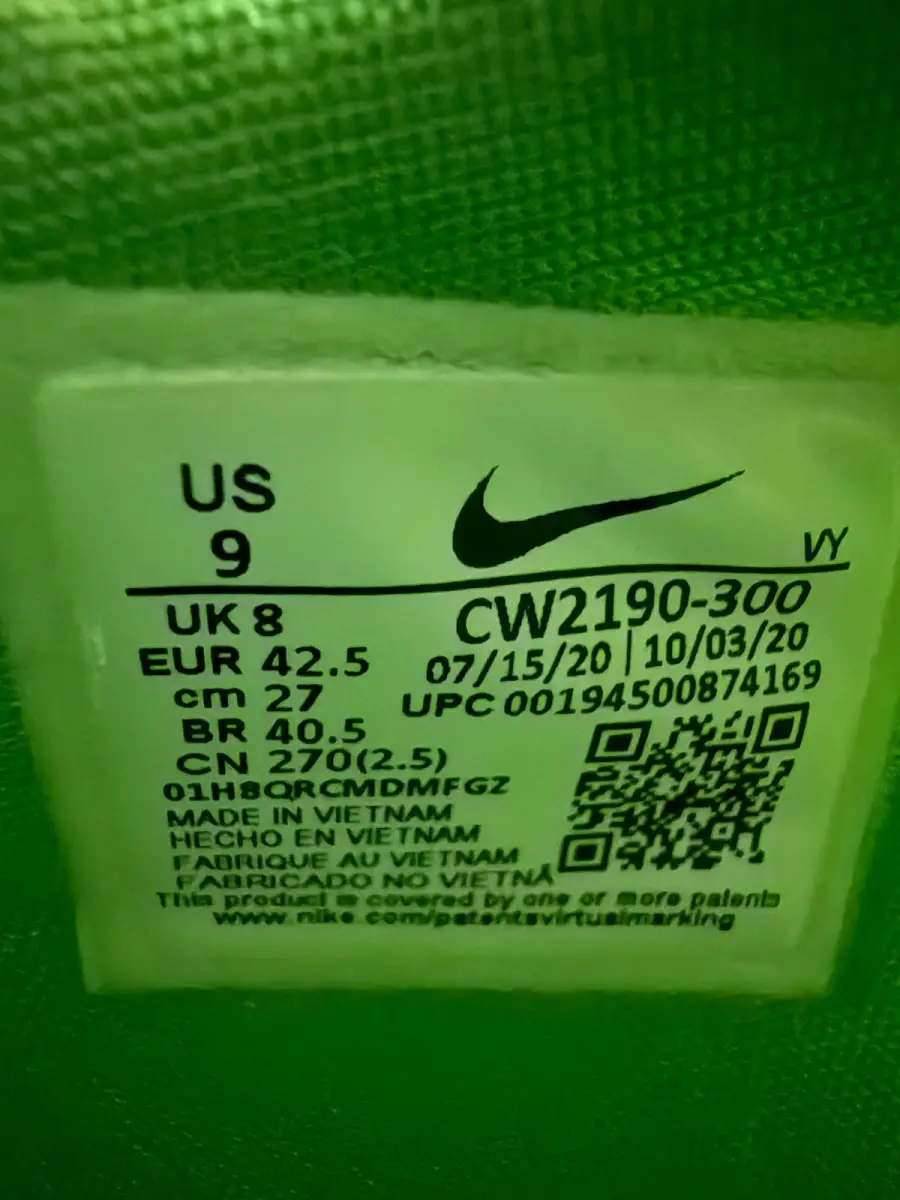 US
9
VY
UK 8
EUR 42.5
cm 27
BR 40.5
CN 270(2.5)
CW2190-300
07/15/20 | 10/03/20
UPC 00194500874169
01H8QRCMDMFGZ
MADE IN VIETNAM
HECHO EN VIETNAM
FABRIQUE AU VIETNAM
FABRICADO NO VIETNÃ
This product is covered by one or more patents
www.nike.com/patentsvirtualmarking